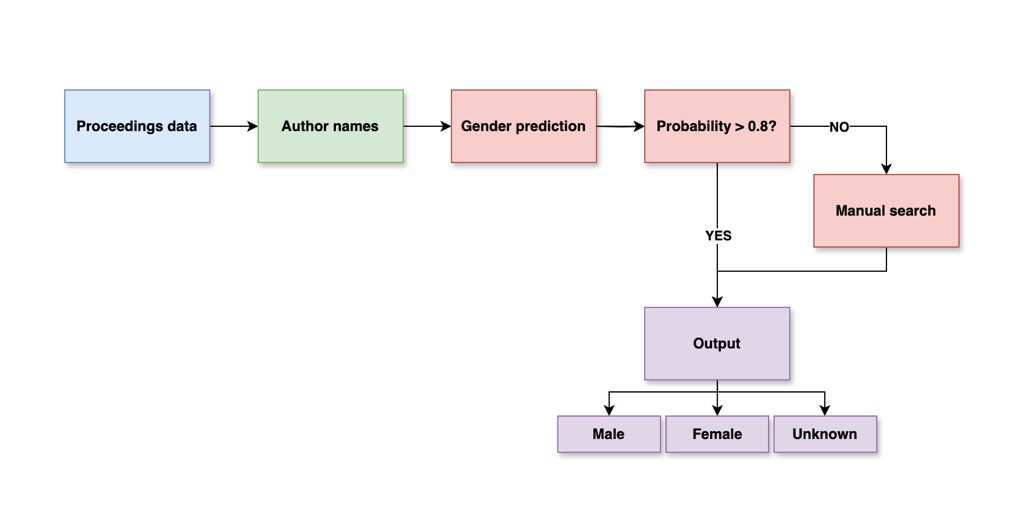 Proceedings data
Author names
Gender prediction
Probability > 0.8?
NO
Manual search
YES
Output
Male
Female
Unknown